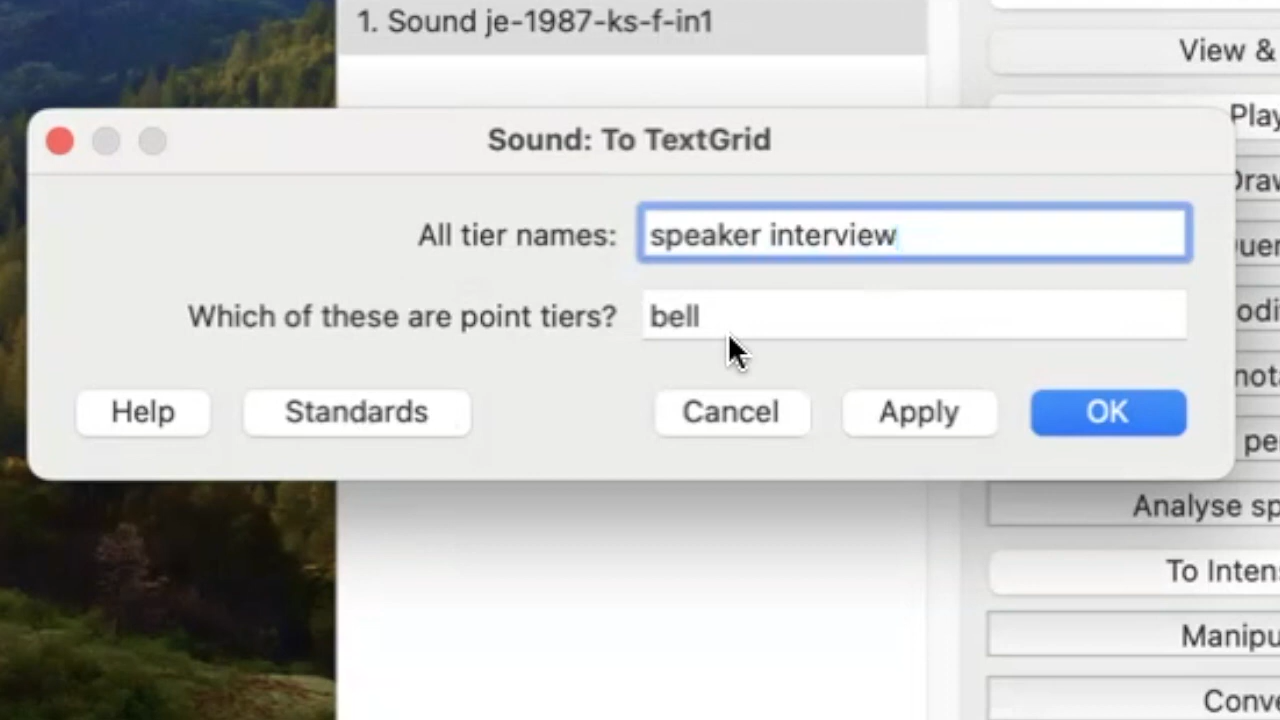 1. Sound je-1987-ks-f-in1
View &
Play
Sound: To TextGrid
All tier names: speaker interview
Which of these are point tiers? bell
Help Standards Cancel Apply OK
Analyse sp
To Intens
Manipu
Conve